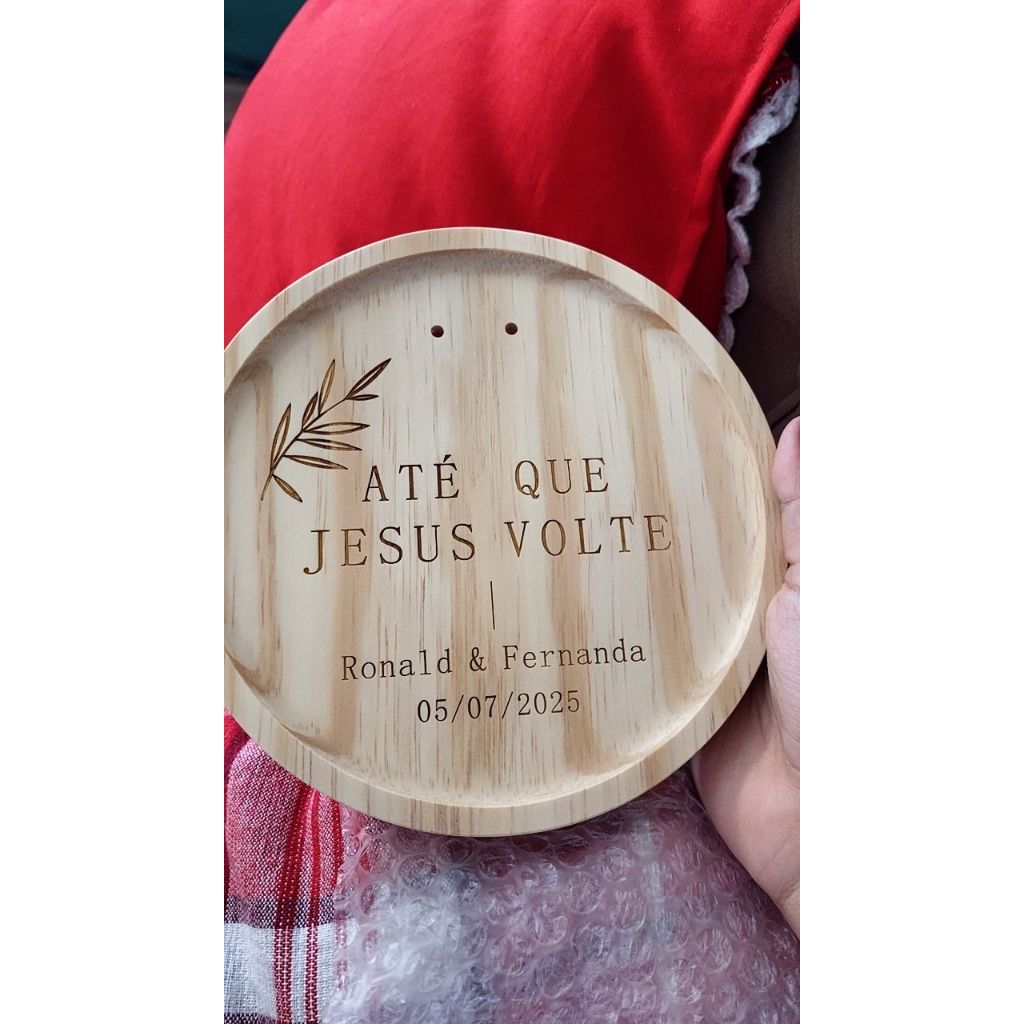 ATÉ QUE
JESUS VOLTE
Ronald & Fernanda
05/07/2025